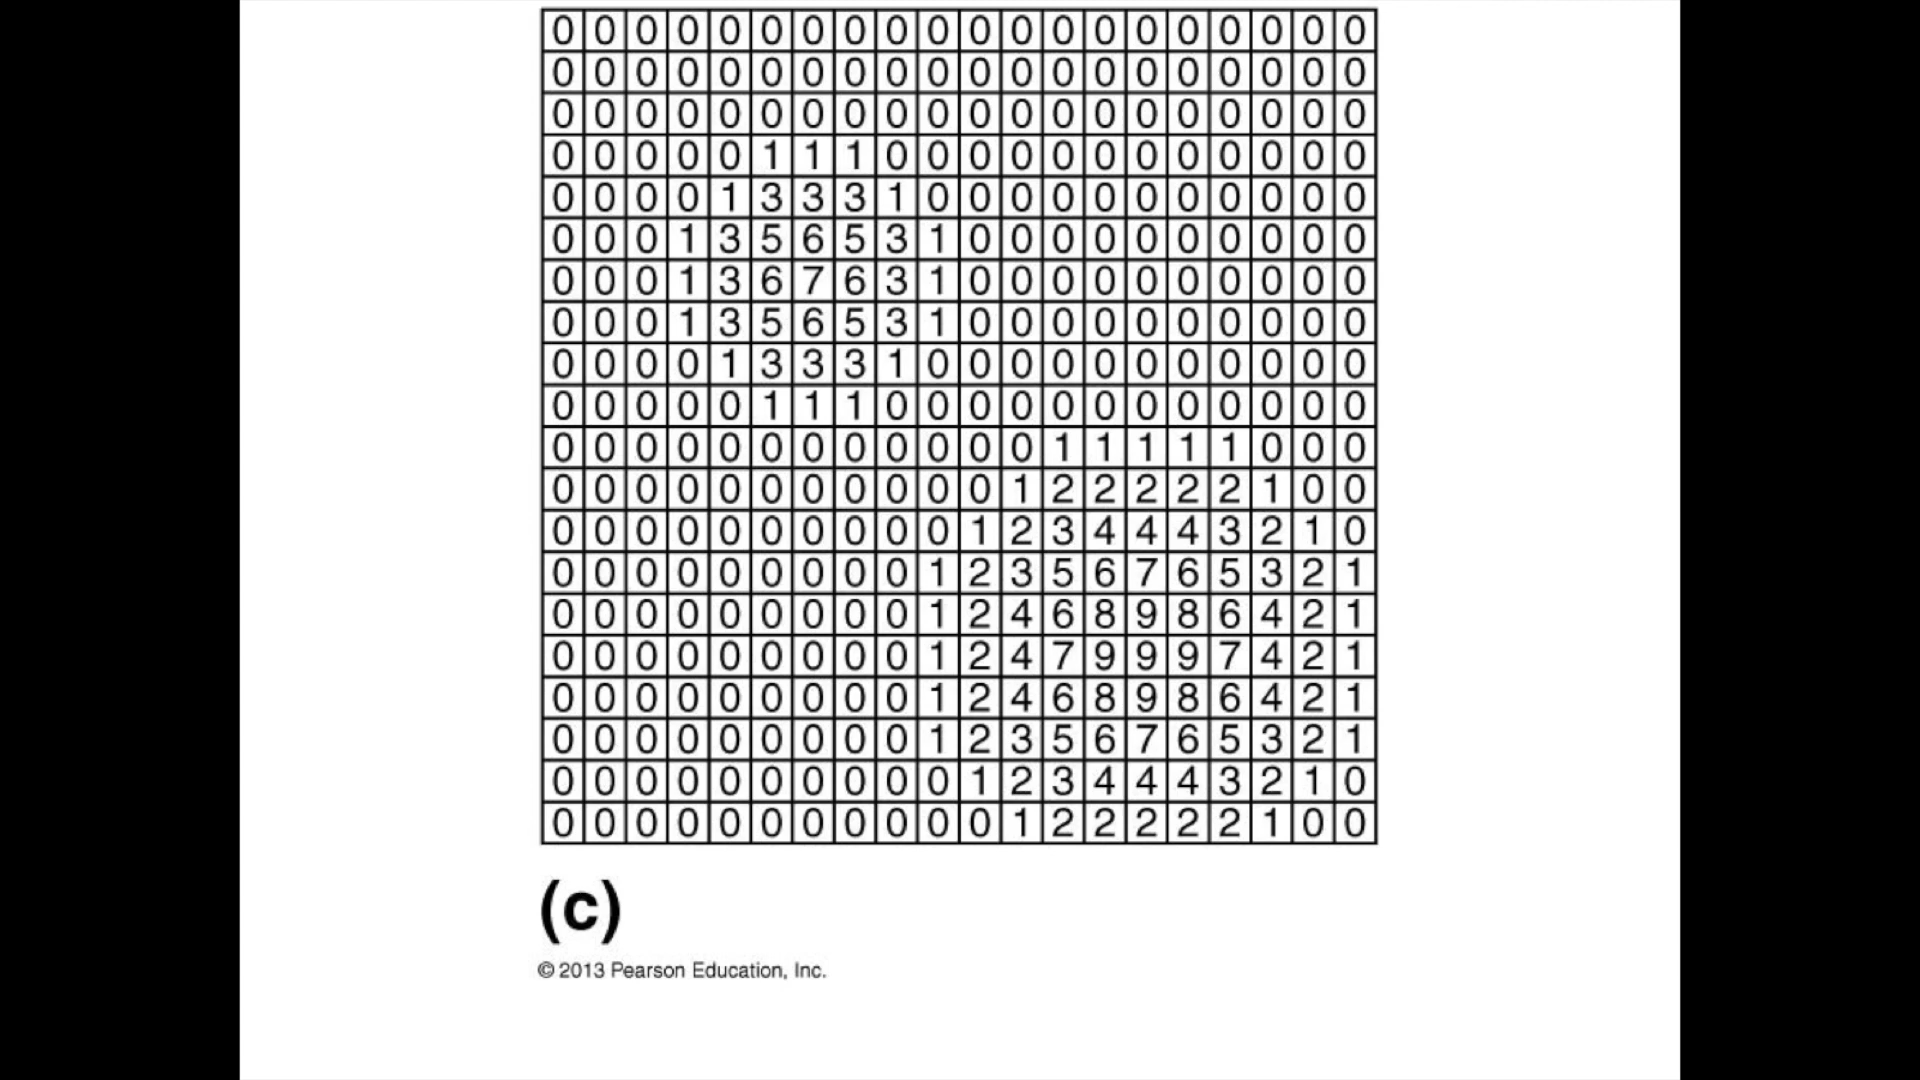 0 0 0 0 0 0 0 0 0 0 0 0 0 0 0 0 0 0 0 0
0 0 0 0 0 0 0 0 0 0 0 0 0 0 0 0 0 0 0 0
0 0 0 0 0 0 0 0 0 0 0 0 0 0 0 0 0 0 0 0
0 0 0 0 0 1 1 1 0 0 0 0 0 0 0 0 0 0 0 0
0 0 0 0 1 3 3 3 1 0 0 0 0 0 0 0 0 0 0 0
0 0 0 1 3 5 6 5 3 1 0 0 0 0 0 0 0 0 0 0
0 0 0 1 3 6 7 6 3 1 0 0 0 0 0 0 0 0 0 0
0 0 0 1 3 5 6 5 3 1 0 0 0 0 0 0 0 0 0 0
0 0 0 0 1 3 3 3 1 0 0 0 0 0 0 0 0 0 0 0
0 0 0 0 0 1 1 1 0 0 0 0 0 0 0 0 0 0 0 0
0 0 0 0 0 0 0 0 0 0 0 0 1 1 1 1 1 0 0 0
0 0 0 0 0 0 0 0 0 0 0 1 2 2 2 2 2 1 0 0
0 0 0 0 0 0 0 0 0 0 1 2 3 4 4 4 3 2 1 0
0 0 0 0 0 0 0 0 0 1 2 3 5 6 7 6 5 3 2 1
0 0 0 0 0 0 0 0 0 1 2 4 6 8 9 8 6 4 2 1
0 0 0 0 0 0 0 0 0 1 2 4 7 9 9 9 7 4 2 1
0 0 0 0 0 0 0 0 0 1 2 4 6 8 9 8 6 4 2 1
0 0 0 0 0 0 0 0 0 1 2 3 5 6 7 6 5 3 2 1
0 0 0 0 0 0 0 0 0 0 1 2 3 4 4 4 3 2 1 0
0 0 0 0 0 0 0 0 0 0 0 1 2 2 2 2 2 1 0 0
(c)
© 2013 Pearson Education, Inc.